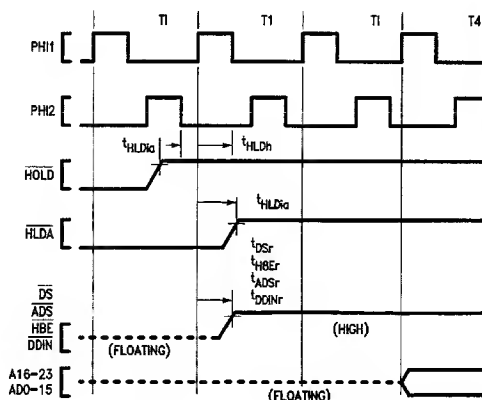 TI T1 Ti T4
PHI1
PHI2
tHLDia tHLDh
HOLD
tHLDia
HLDA
tDSr
tHBEr
tADSr
tDDINr
DS
ADS
HBE
DDIN
(FLOATING) (HIGH)
A16-23
AD0-15
(FLOATING)